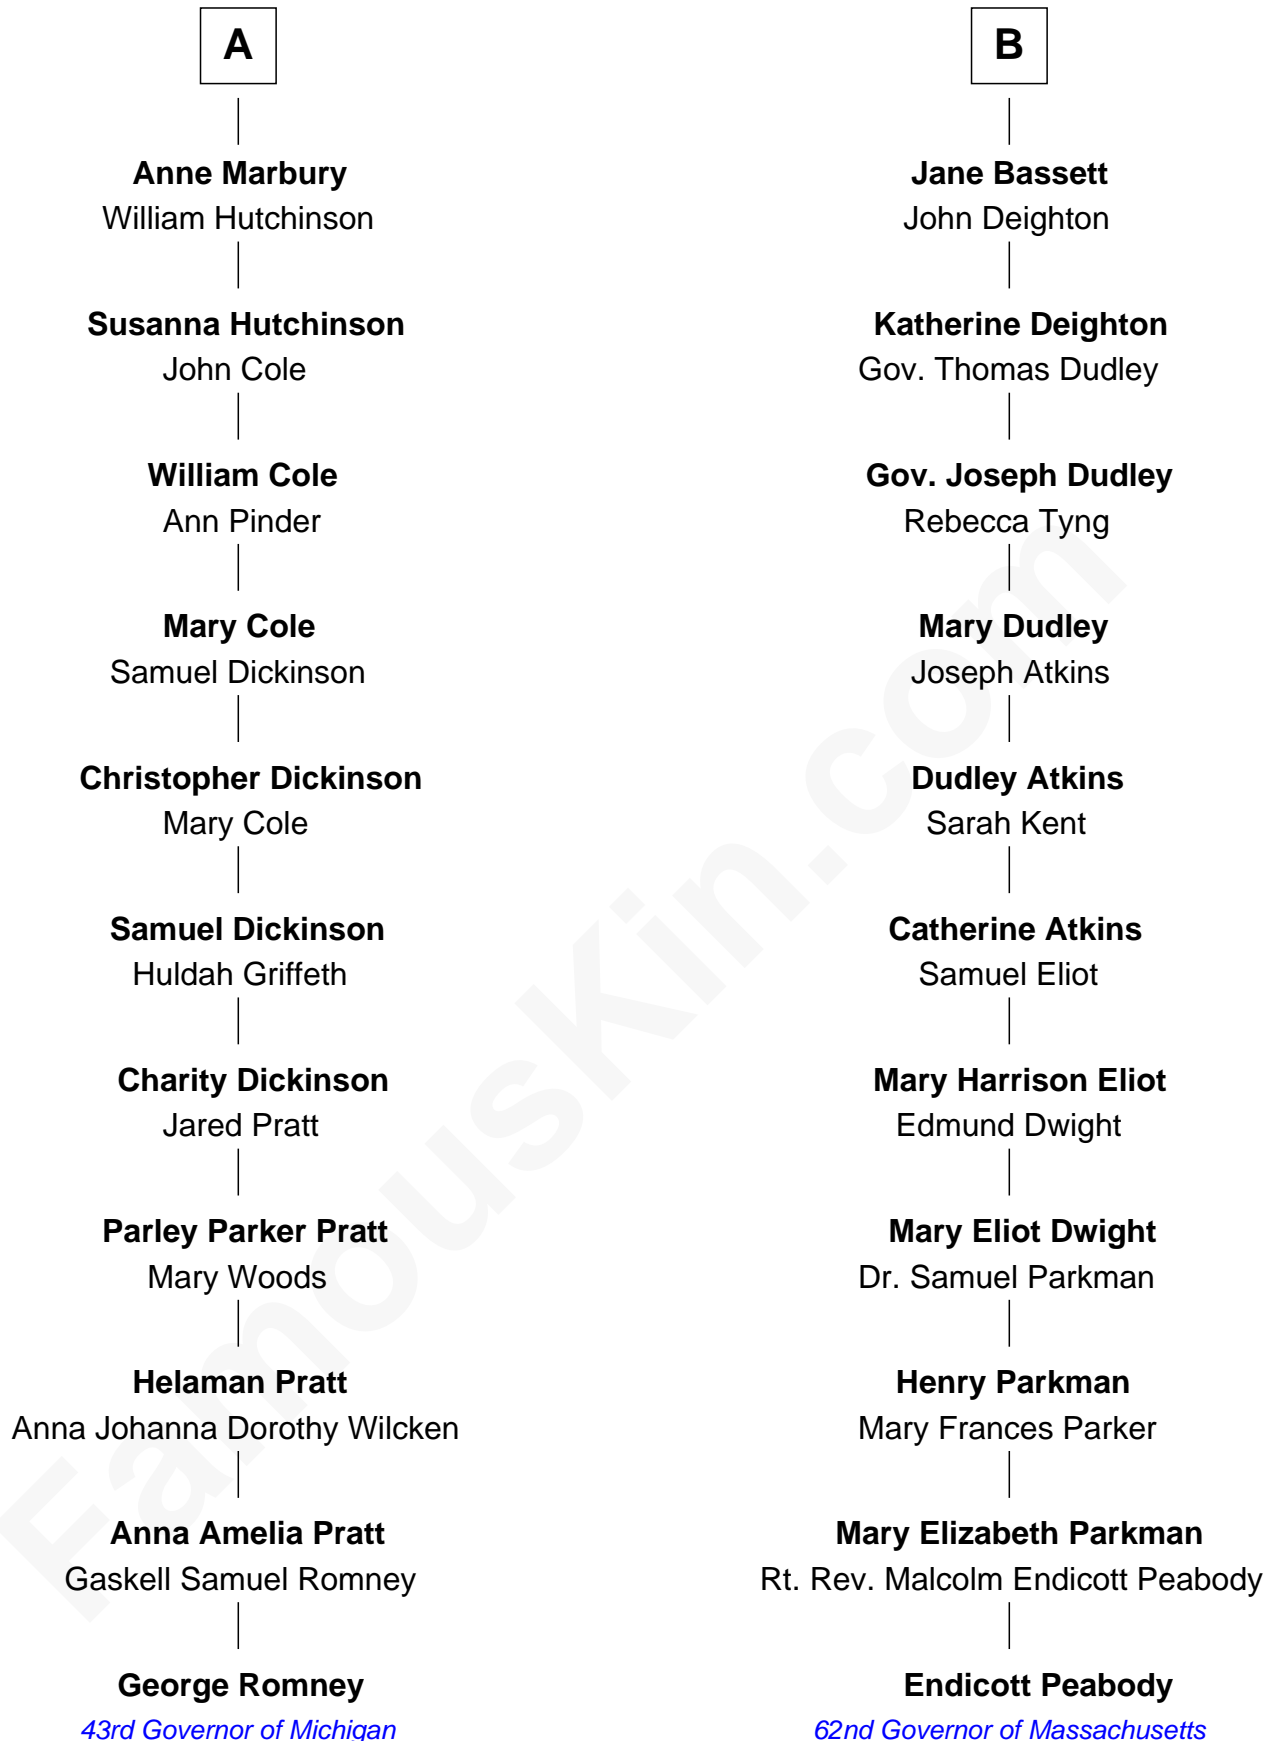 A
Anne Marbury
William Hutchinson
Susanna Hutchinson
John Cole
William Cole
Ann Pinder
Mary Cole
Samuel Dickinson
Christopher Dickinson
Mary Cole
Samuel Dickinson
Huldah Griffeth
Charity Dickinson
Jared Pratt
Parley Parker Pratt
Mary Woods
Helaman Pratt
Anna Johanna Dorothy Wilcken
Anna Amelia Pratt
Gaskell Samuel Romney
George Romney
43rd Governor of Michigan
B
Jane Bassett
John Deighton
Katherine Deighton
Gov. Thomas Dudley
Gov. Joseph Dudley
Rebecca Tyng
Mary Dudley
Joseph Atkins
Dudley Atkins
Sarah Kent
Catherine Atkins
Samuel Eliot
Mary Harrison Eliot
Edmund Dwight
Mary Eliot Dwight
Dr. Samuel Parkman
Henry Parkman
Mary Frances Parker
Mary Elizabeth Parkman
Rt. Rev. Malcolm Endicott Peabody
Endicott Peabody
62nd Governor of Massachusetts
FamousKin.com